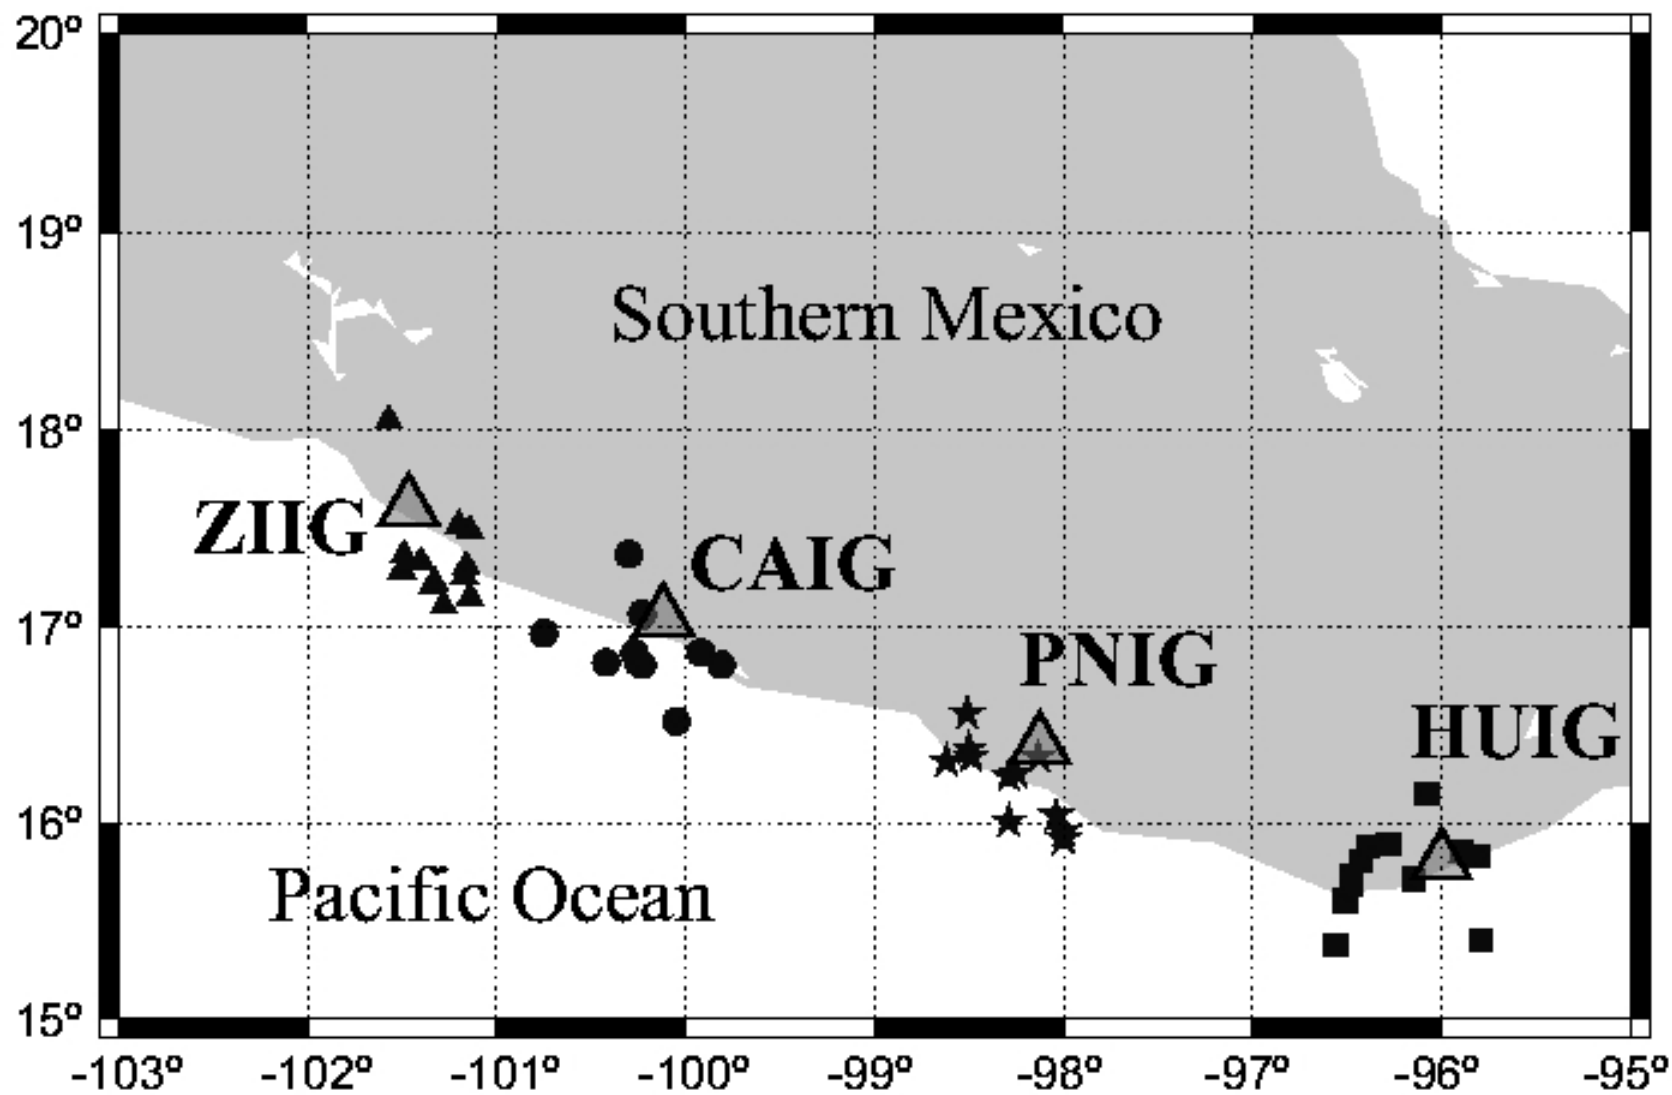 20º
19º
Southern Mexico
18º
ZIIG
CAIG
17º
PNIG
HUIG
16º
Pacific Ocean
15º
-103º -102º -101º -100º -99º -98º -97º -96º -95º